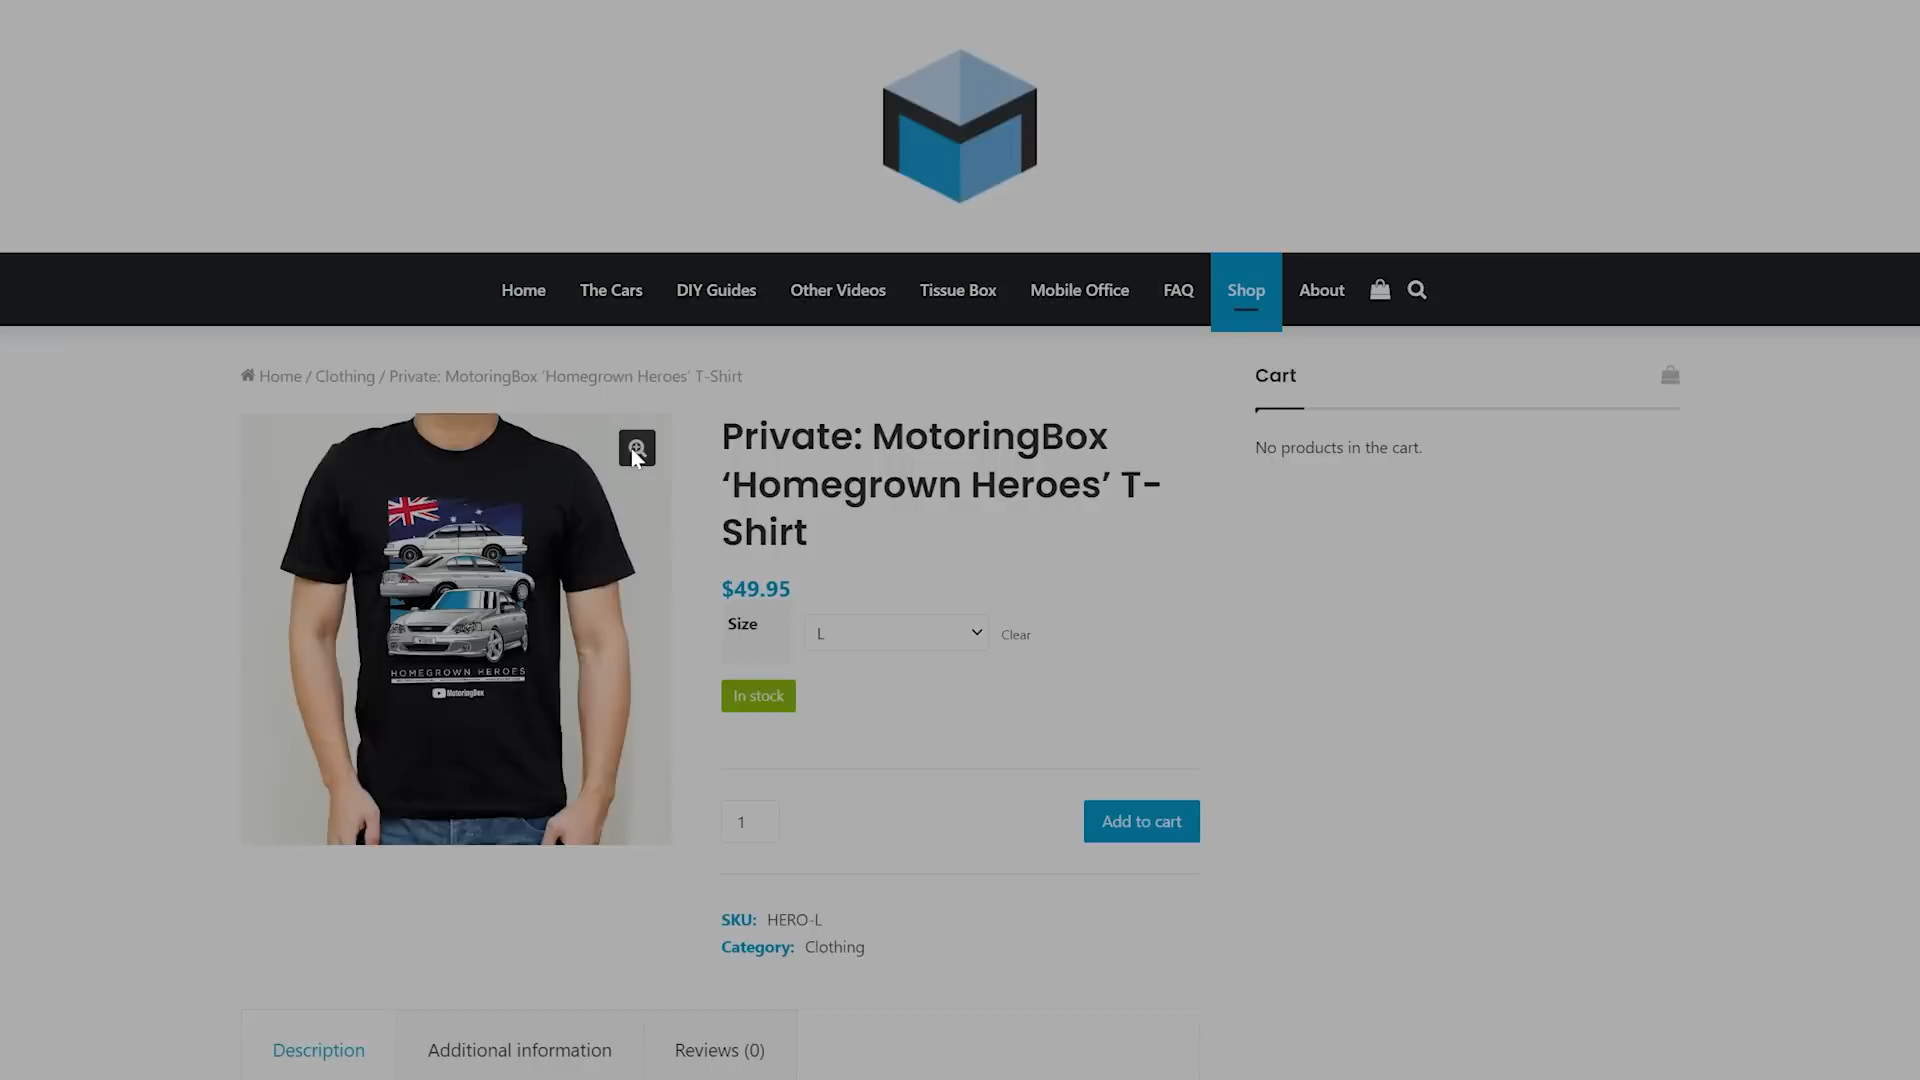 Home
The Cars
DIY Guides
Other Videos
Tissue Box
Mobile Office
FAQ
Shop
About
Home / Clothing / Private: MotoringBox ‘Homegrown Heroes’ T-Shirt
HOMEGROWN HEROES
MotoringBox
Private: MotoringBox
‘Homegrown Heroes’ T-
Shirt
$49.95
Size
L
Clear
In stock
1
Add to cart
SKU: HERO-L
Category: Clothing
Cart
No products in the cart.
Description
Additional information
Reviews (0)